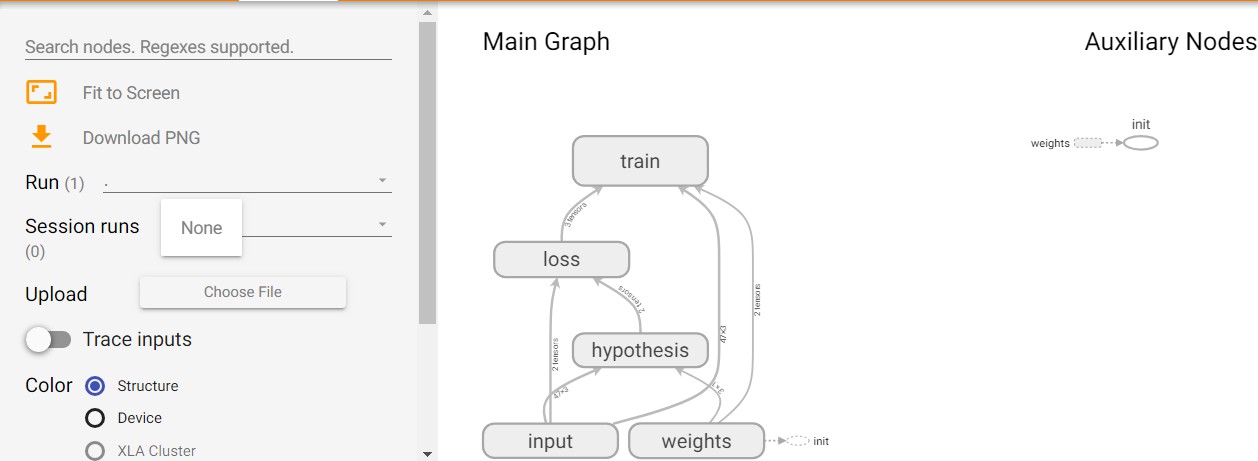 Search nodes. Regexes supported.
Fit to Screen
Download PNG
Run (1) .
Session runs
(0)
None
Upload
Choose File
Trace inputs
Color
Structure
Device
XLA Cluster
Main Graph
Auxiliary Nodes
train
3 tensors
loss
2 tensors
2 tensors
hypothesis
47×3
47×3
3×1
2 tensors
input
weights
init
init
weights